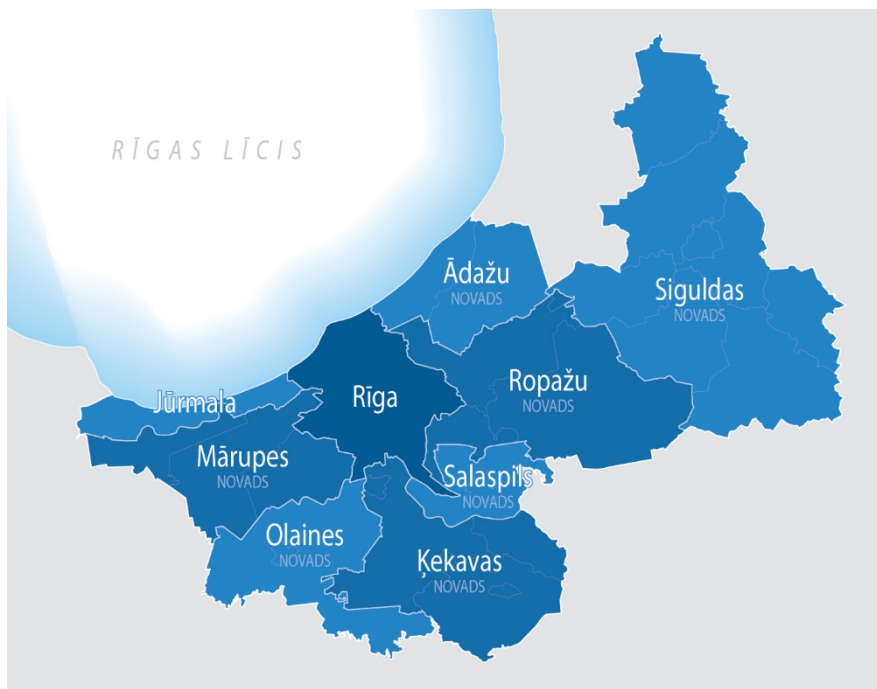 RĪGAS LĪCIS
Ādažu
NOVADS
Siguldas
NOVADS
Ropažu
NOVADS
Jūrmala
Rīga
Mārupes
NOVADS
Salaspils
NOVADS
Olaines
NOVADS
Ķekavas
NOVADS